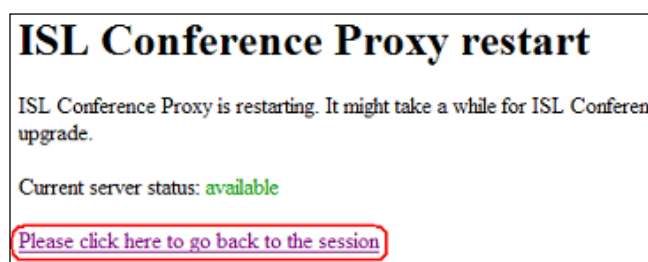 ISL Conference Proxy restart
ISL Conference Proxy is restarting. It might take a while for ISL
upgrade.
Current server status: available
Please click here to go back to the session